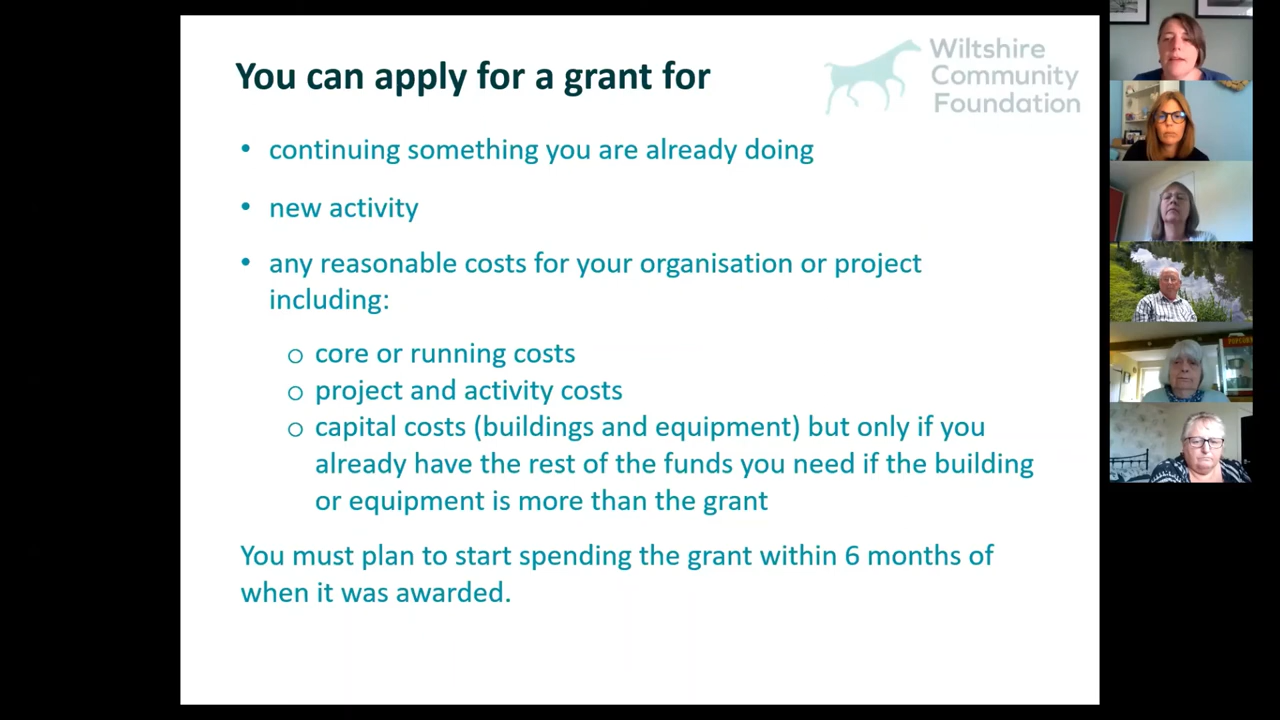 You can apply for a grant for
Wiltshire
Community
Foundation
• continuing something you are already doing
• new activity
• any reasonable costs for your organisation or project
including:
o core or running costs
o project and activity costs
o capital costs (buildings and equipment) but only if you
already have the rest of the funds you need if the building
or equipment is more than the grant
You must plan to start spending the grant within 6 months of
when it was awarded.